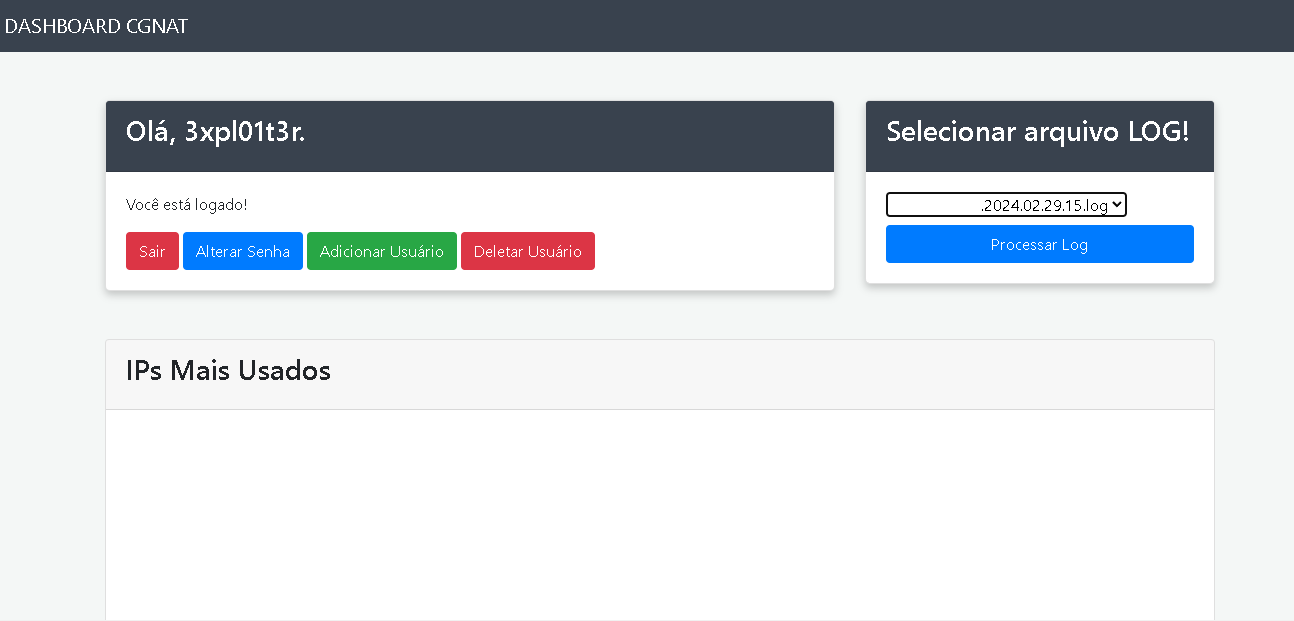 DASHBOARD CGNAT
Olá, 3xpl01t3r.
Você está logado!
Sair Alterar Senha Adicionar Usuário Deletar Usuário
Selecionar arquivo LOG!
.2024.02.29.15.log
Processar Log
IPs Mais Usados